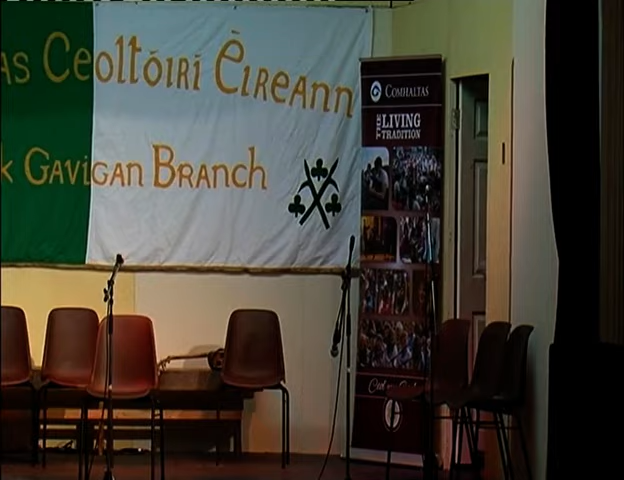 as Ceoltóirí Éireann
k Gavigan Branch
COMHALTAS
THE LIVING
TRADITION